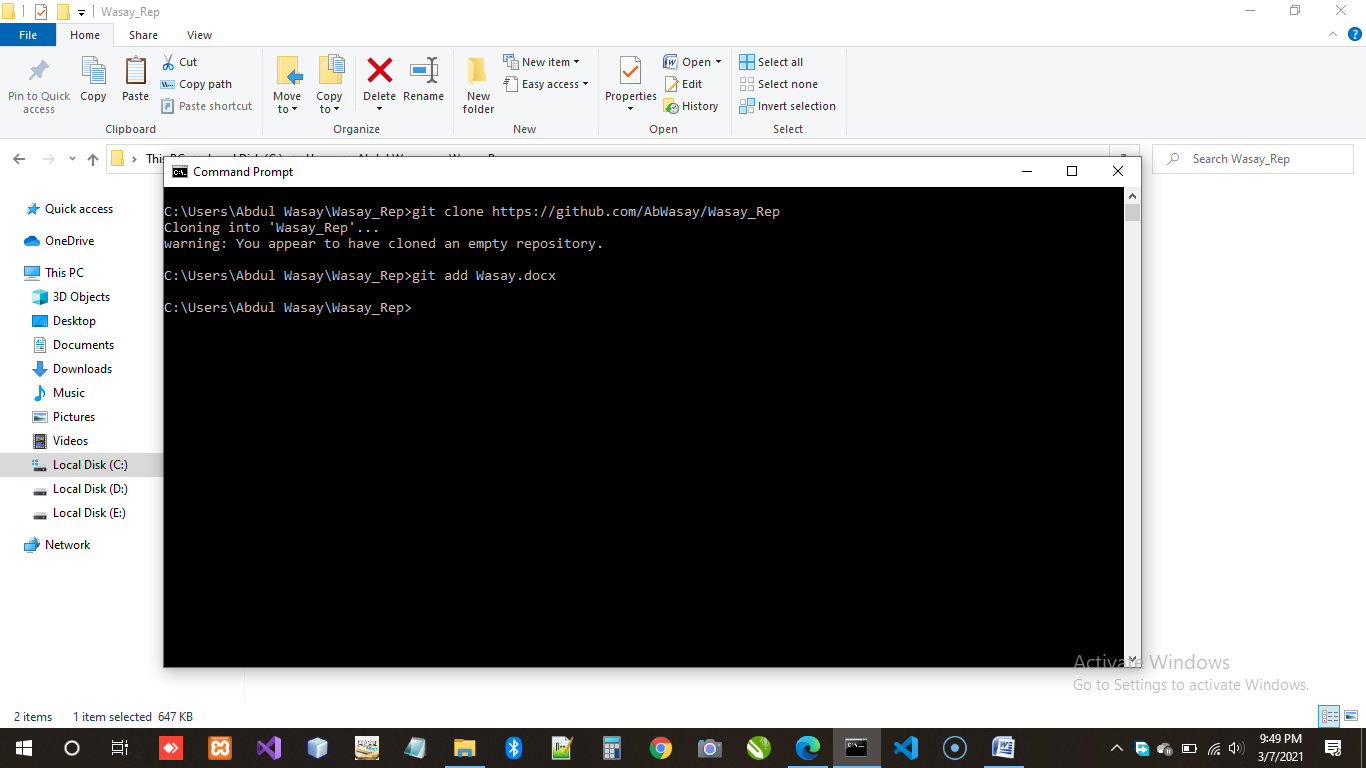 Wasay_Rep
File Home Share View
Pin to Quick access
Copy
Paste
Cut
Copy path
Paste shortcut
Clipboard
Move to
Copy to
Delete
Rename
Organize
New folder
New item
Easy access
New
Properties
Open
Edit
History
Open
Select all
Select none
Invert selection
Select
Search Wasay_Rep
Command Prompt
Quick access
OneDrive
This PC
3D Objects
Desktop
Documents
Downloads
Music
Pictures
Videos
Local Disk (C:)
Local Disk (D:)
Local Disk (E:)
Network
C:\Users\Abdul Wasay\Wasay_Rep>git clone https://github.com/AbWasay/Wasay_Rep
Cloning into 'Wasay_Rep'...
warning: You appear to have cloned an empty repository.
C:\Users\Abdul Wasay\Wasay_Rep>git add Wasay.docx
C:\Users\Abdul Wasay\Wasay_Rep>
Activate Windows
Go to Settings to activate Windows.
2 items 1 item selected 647 KB
9:49 PM
3/7/2021